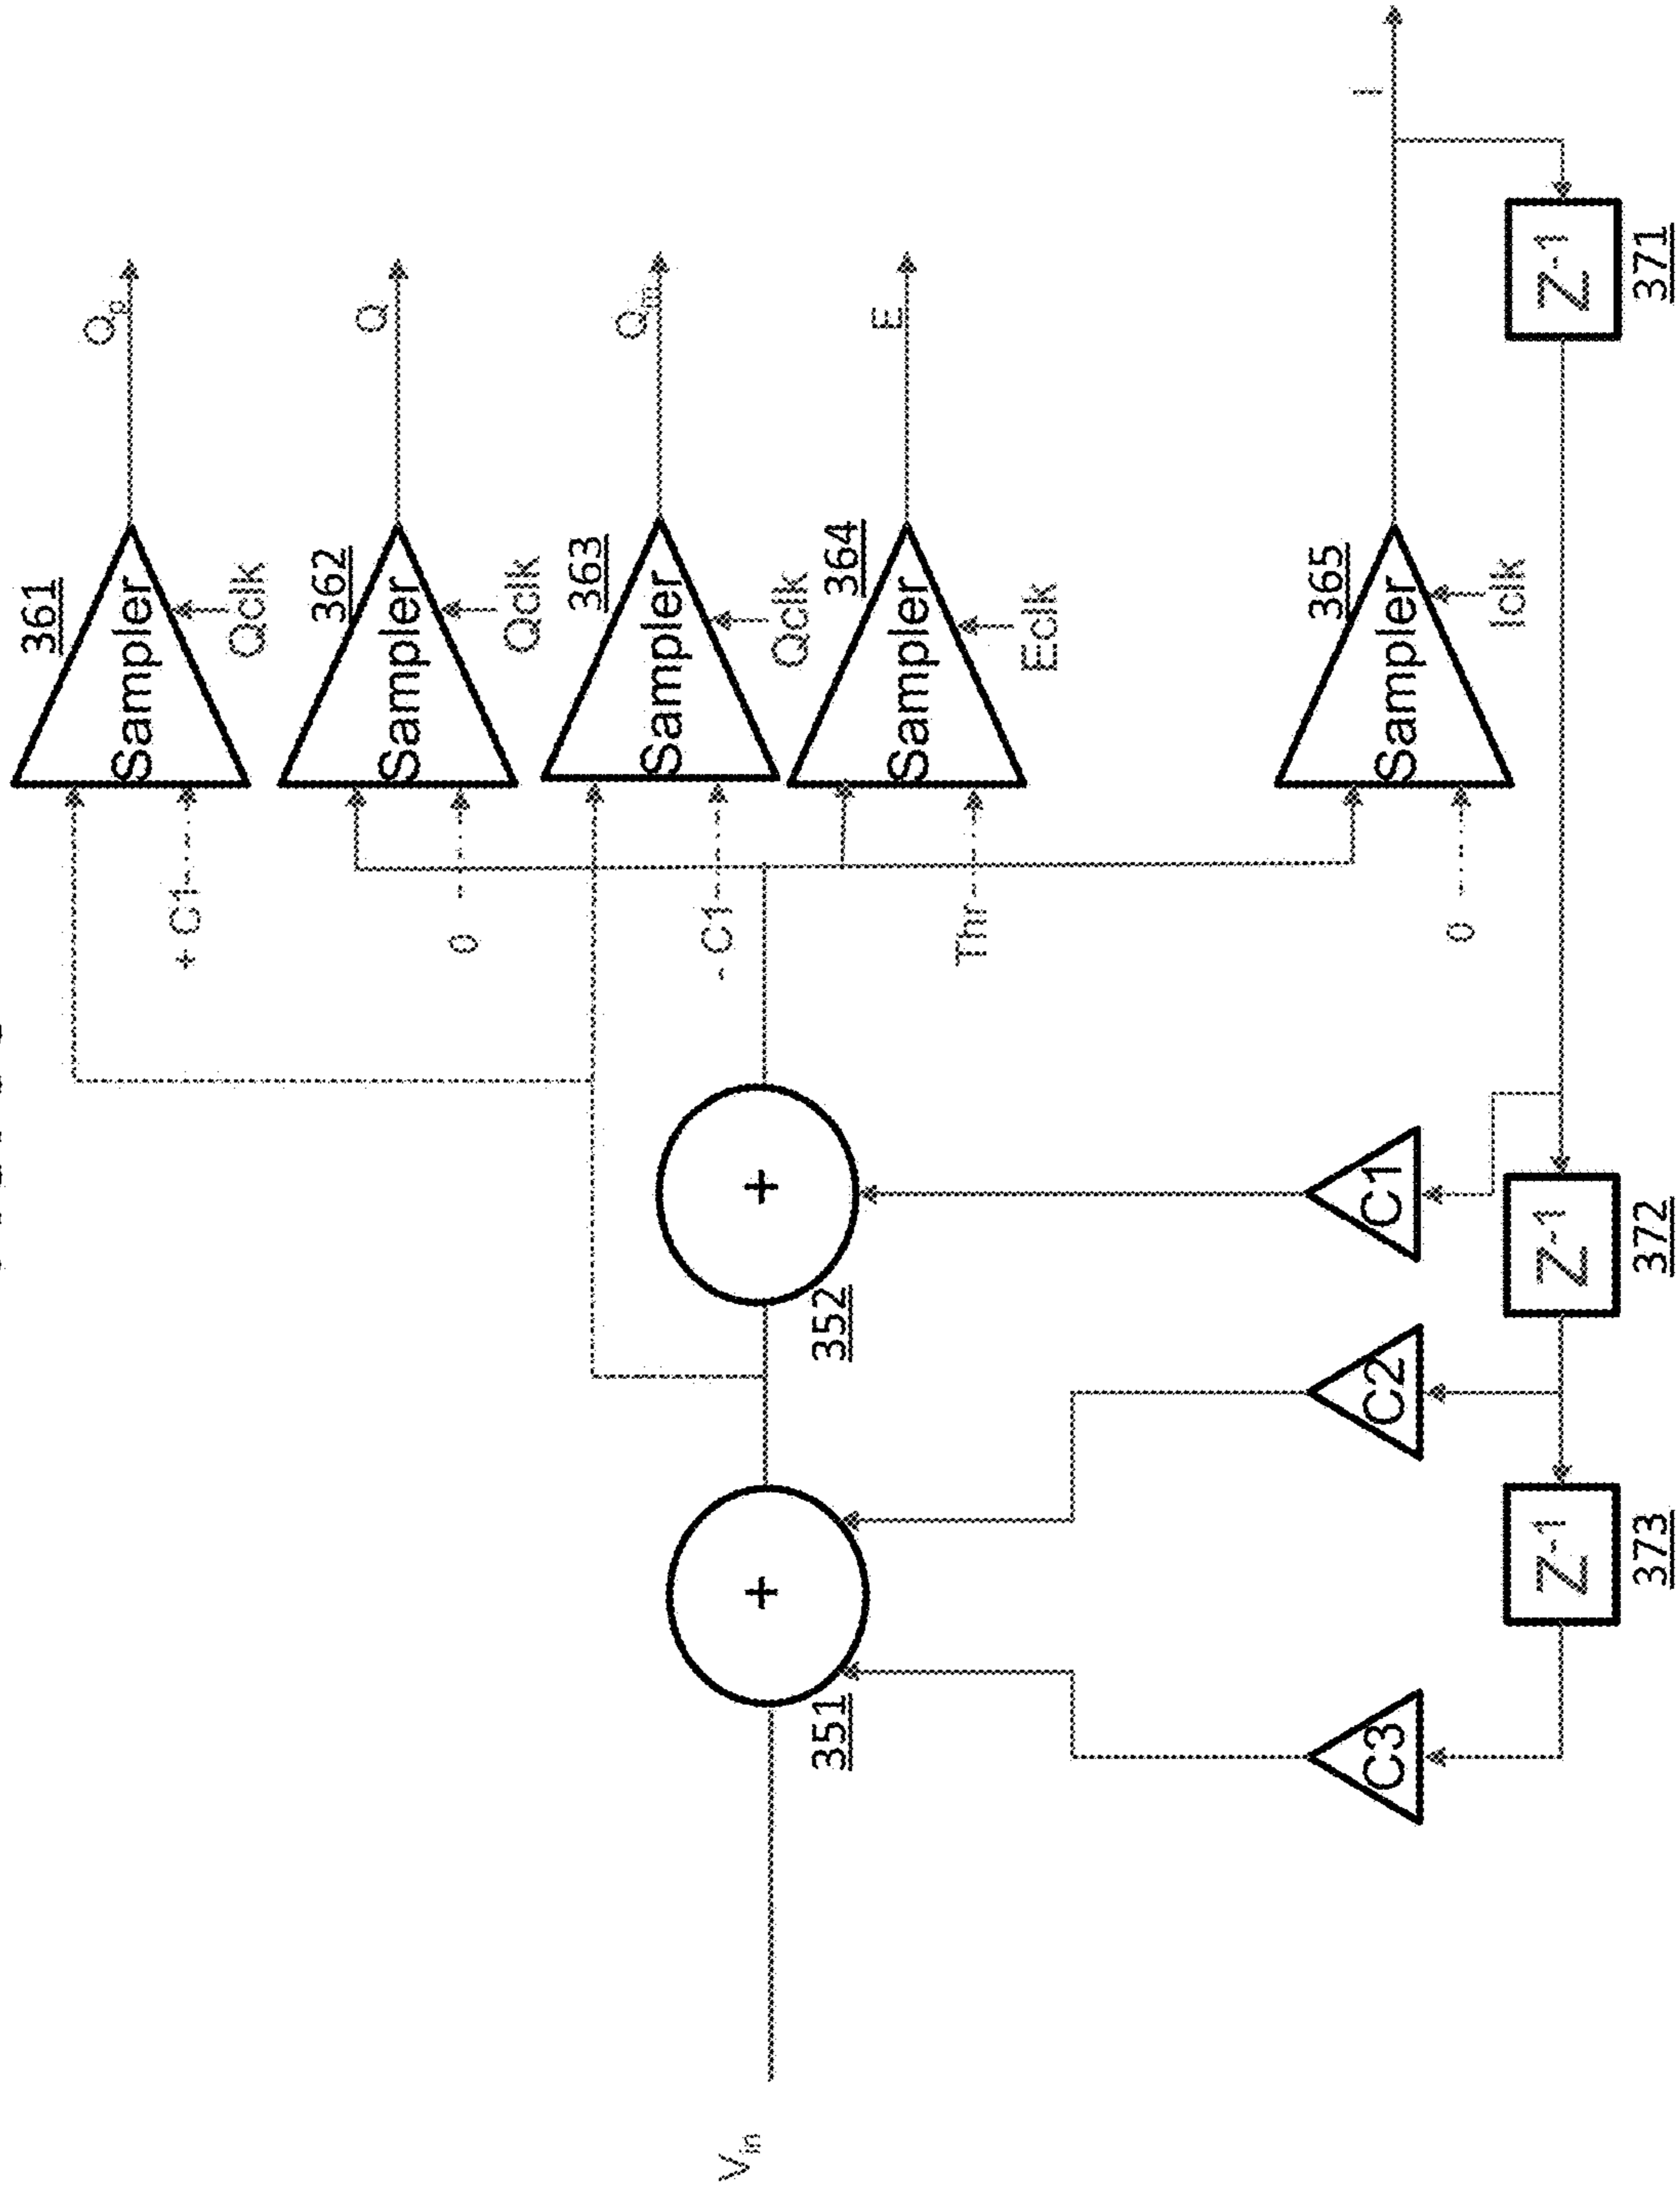 361
Sampler
+ C1
Qclk
Qp
362
Sampler
0
Qclk
Q
363
Sampler
- C1
Qclk
Qm
364
Sampler
Thr
Eclk
E
365
Sampler
0
Iclk
I
Vin
+
351
+
352
C3
C2
C1
Z-1
373
Z-1
372
Z-1
371